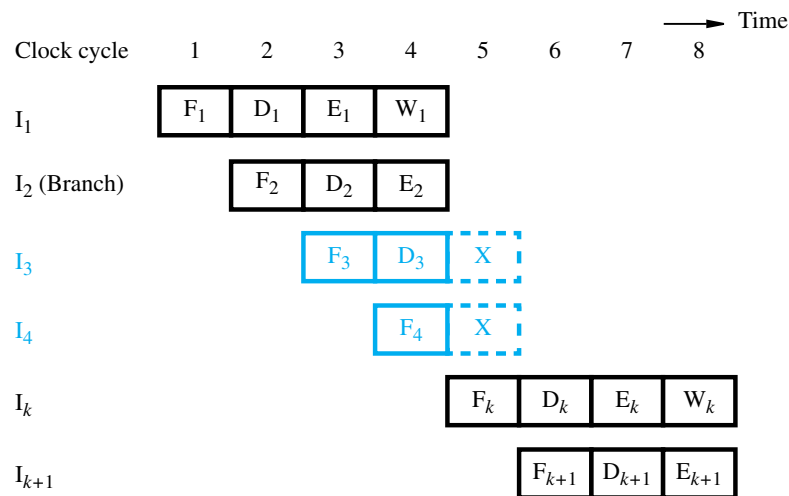 Time
Clock cycle 1 2 3 4 5 6 7 8
I₁ F₁ D₁ E₁ W₁
I₂ (Branch) F₂ D₂ E₂
I₃ F₃ D₃ X
I₄ F₄ X
Iₖ Fₖ Dₖ Eₖ Wₖ
Iₖ₊₁ Fₖ₊₁ Dₖ₊₁ Eₖ₊₁